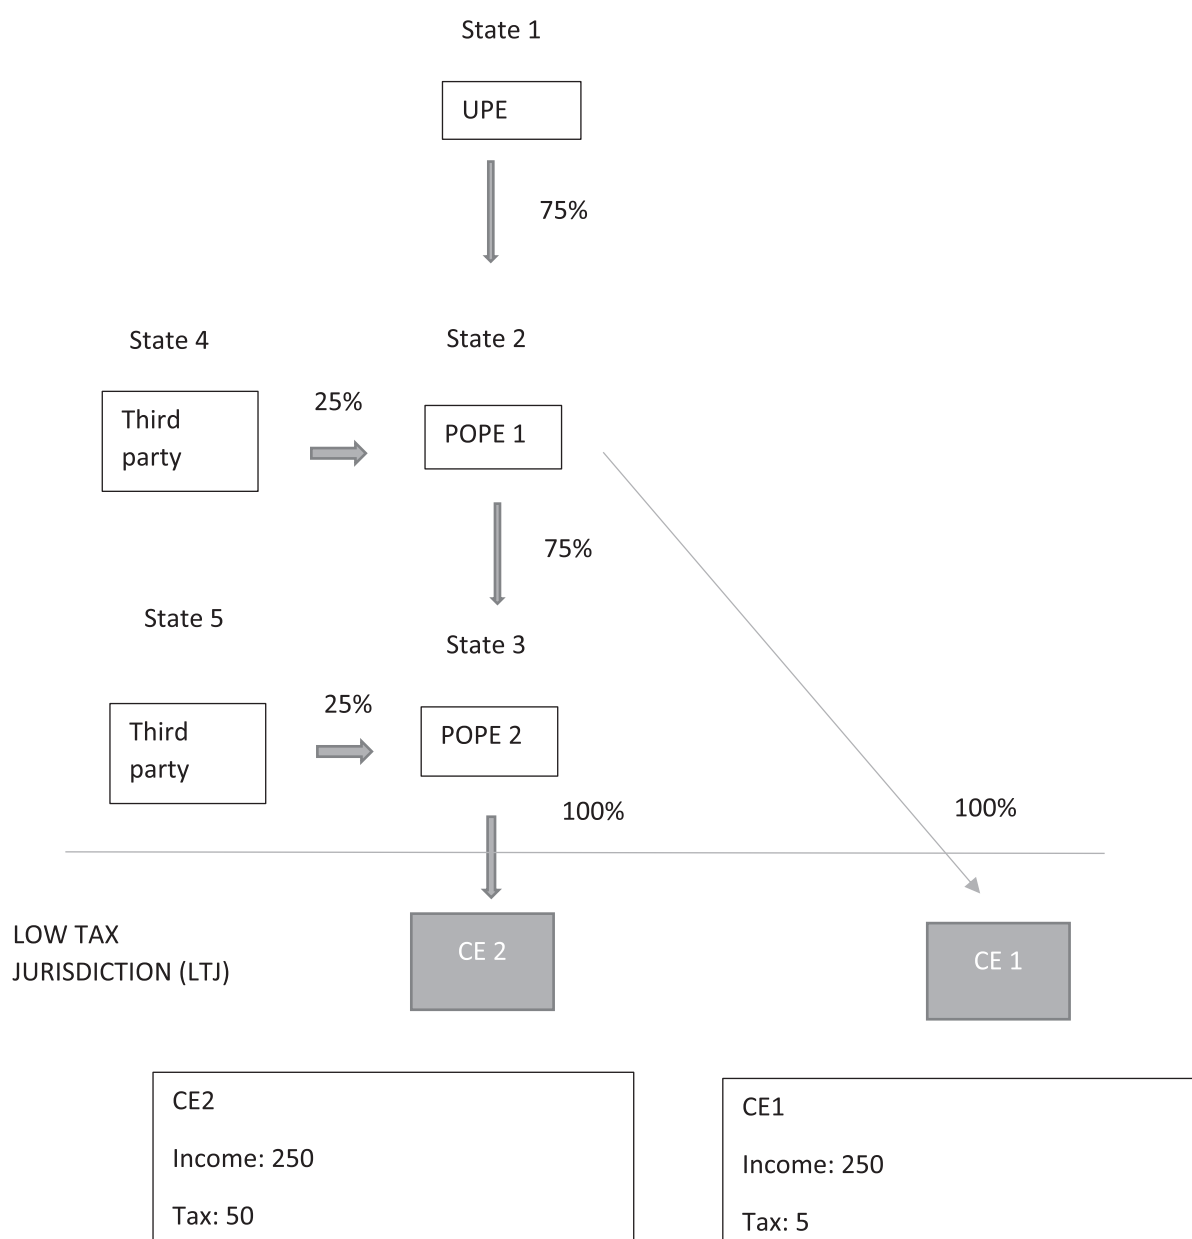 State 1
UPE
75%
State 4
State 2
Third
party
25%
POPE 1
75%
State 5
State 3
Third
party
25%
POPE 2
100%
100%
LOW TAX
JURISDICTION (LTJ)
CE 2
CE 1
CE2
Income: 250
Tax: 50
CE1
Income: 250
Tax: 5